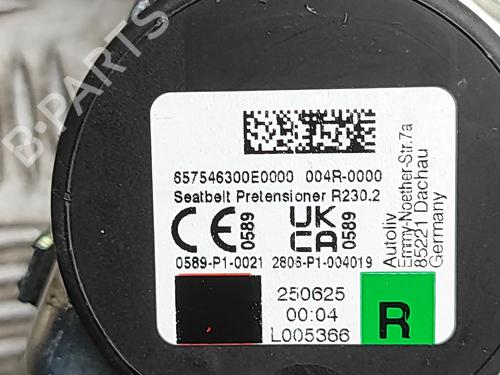 B-PARTS
657546300E0000 004R-0000
Seatbelt Pretensioner R230.2
CE 0589
UK CA 0589
0589-P1-0021 2806-P1-004019
Autoliv
Emmy-Noether-Str.7a
85221 Dachau
Germany
250625
00:04
L005366
R